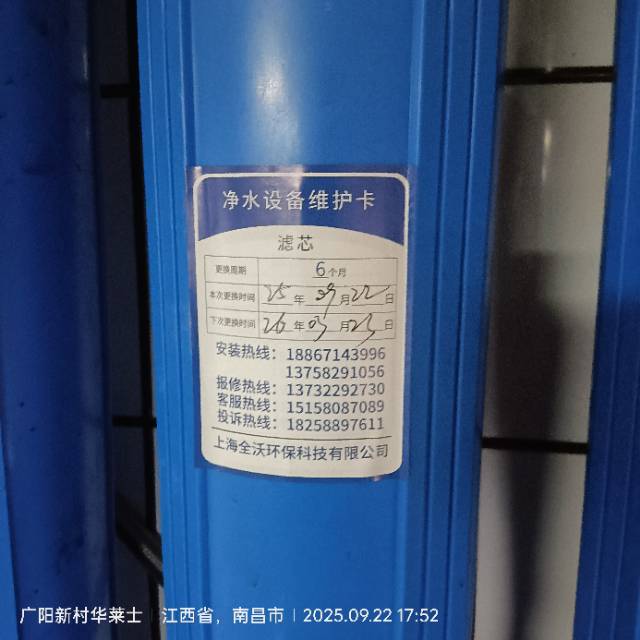 净水设备维护卡
滤芯
更换周期 6个月
本次更换时间 25年09月22日
下次更换时间 26年03月23日
安装热线：18867143996
13758291056
报修热线：13732292730
客服热线：15158087089
投诉热线：18258897611
上海全沃环保科技有限公司
广阳新村华莱士 | 江西省，南昌市 | 2025.09.22 17:52